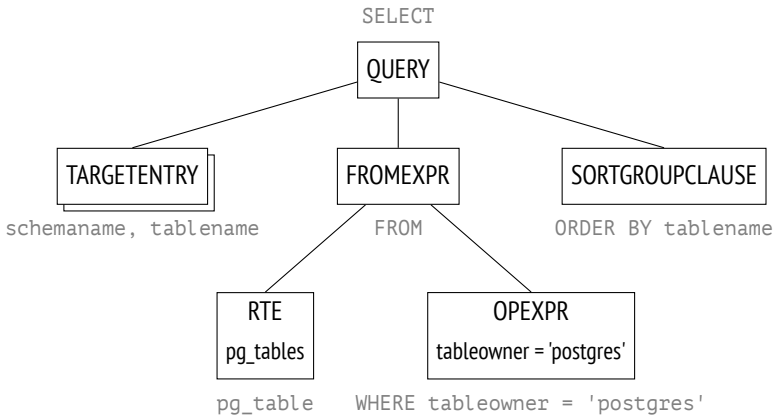 SELECT
QUERY
TARGETENTRY
FROMEXPR
SORTGROUPCLAUSE
schemaname, tablename
FROM
ORDER BY tablename
RTE
pg_tables
OPEXPR
tableowner = 'postgres'
pg_table
WHERE tableowner = 'postgres'